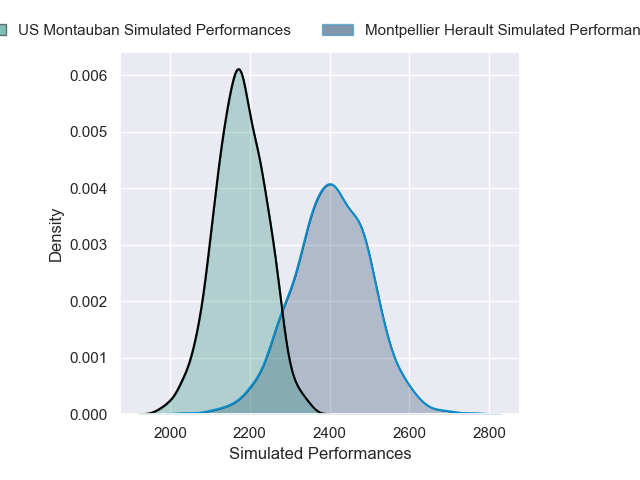 US Montauban Simulated Performances
Montpellier Herault Simulated Performan
0.006
0.005
0.004
0.003
0.002
0.001
0.000
Density
2000 2200 2400 2600 2800
Simulated Performances